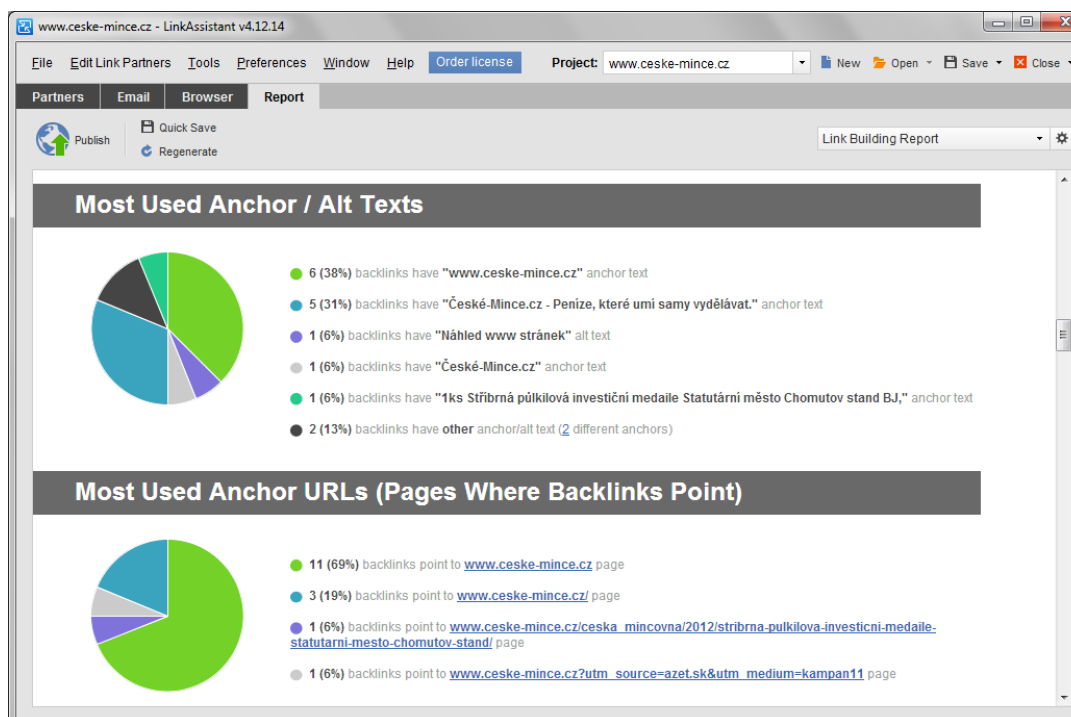 www.ceske-mince.cz - LinkAssistant v4.12.14
File Edit Link Partners Tools Preferences Window Help Order license Project: www.ceske-mince.cz New Open Save Close
Partners Email Browser Report
Publish
Quick Save
Regenerate
Link Building Report
Most Used Anchor / Alt Texts
6 (38%) backlinks have "www.ceske-mince.cz" anchor text
5 (31%) backlinks have "České-Mince.cz - Peníze, které umí samy vydělávat." anchor text
1 (6%) backlinks have "Náhled www stránek" alt text
1 (6%) backlinks have "České-Mince.cz" anchor text
1 (6%) backlinks have "1ks Stříbrná půlkilová investiční medaile Statutární město Chomutov stand BJ," anchor text
2 (13%) backlinks have other anchor/alt text (2 different anchors)
Most Used Anchor URLs (Pages Where Backlinks Point)
11 (69%) backlinks point to www.ceske-mince.cz page
3 (19%) backlinks point to www.ceske-mince.cz/ page
1 (6%) backlinks point to www.ceske-mince.cz/ceska_mincovna/2012/stribrna-pulkilova-investicni-medaile-
statutarni-mesto-chomutov-stand/ page
1 (6%) backlinks point to www.ceske-mince.cz?utm_source=azet.sk&utm_medium=kampan11 page